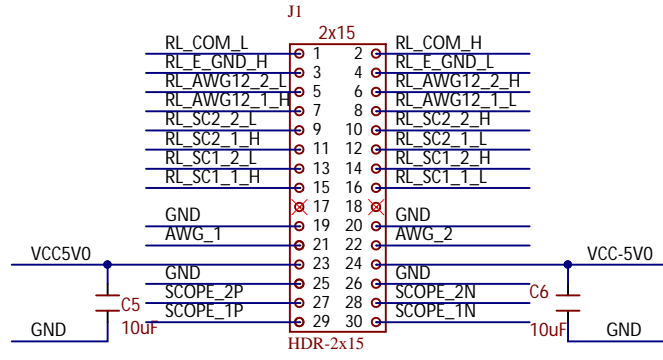 J1
2x15
RL_COM_L 1 2 RL_COM_H
RL_E_GND_H 3 4 RL_E_GND_L
RL_AWG12_2_L 5 6 RL_AWG12_2_H
RL_AWG12_1_H 7 8 RL_AWG12_1_L
RL_SC2_2_L 9 10 RL_SC2_2_H
RL_SC2_1_H 11 12 RL_SC2_1_L
RL_SC1_2_L 13 14 RL_SC1_2_H
RL_SC1_1_H 15 16 RL_SC1_1_L
17 18
GND 19 20 GND
AWG_1 21 22 AWG_2
VCC5V0 23 24 VCC-5V0
GND 25 26 GND
C5 SCOPE_2P 27 28 SCOPE_2N C6
10uF SCOPE_1P 29 30 SCOPE_1N 10uF
GND GND
HDR-2x15